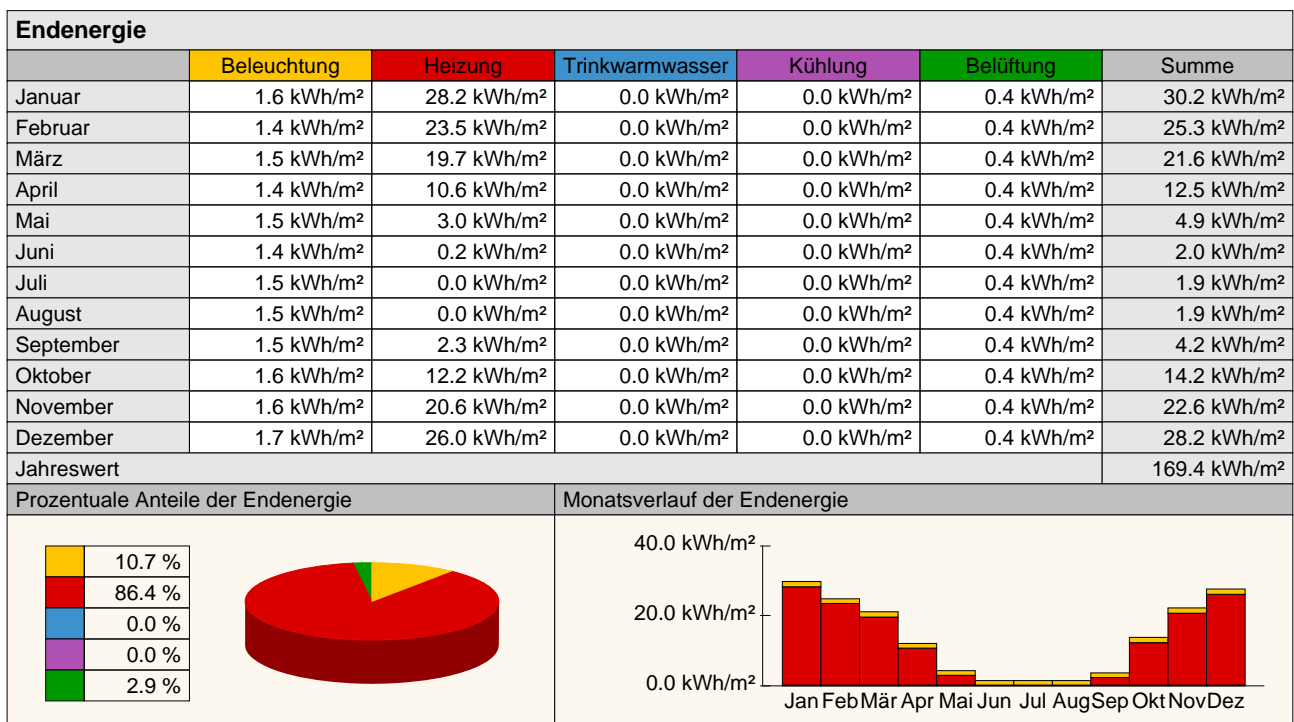 Endenergie
Beleuchtung Heizung Trinkwarmwasser Kühlung Belüftung Summe
Januar 1.6 kWh/m² 28.2 kWh/m² 0.0 kWh/m² 0.0 kWh/m² 0.4 kWh/m² 30.2 kWh/m²
Februar 1.4 kWh/m² 23.5 kWh/m² 0.0 kWh/m² 0.0 kWh/m² 0.4 kWh/m² 25.3 kWh/m²
März 1.5 kWh/m² 19.7 kWh/m² 0.0 kWh/m² 0.0 kWh/m² 0.4 kWh/m² 21.6 kWh/m²
April 1.4 kWh/m² 10.6 kWh/m² 0.0 kWh/m² 0.0 kWh/m² 0.4 kWh/m² 12.5 kWh/m²
Mai 1.5 kWh/m² 3.0 kWh/m² 0.0 kWh/m² 0.0 kWh/m² 0.4 kWh/m² 4.9 kWh/m²
Juni 1.4 kWh/m² 0.2 kWh/m² 0.0 kWh/m² 0.0 kWh/m² 0.4 kWh/m² 2.0 kWh/m²
Juli 1.5 kWh/m² 0.0 kWh/m² 0.0 kWh/m² 0.0 kWh/m² 0.4 kWh/m² 1.9 kWh/m²
August 1.5 kWh/m² 0.0 kWh/m² 0.0 kWh/m² 0.0 kWh/m² 0.4 kWh/m² 1.9 kWh/m²
September 1.5 kWh/m² 2.3 kWh/m² 0.0 kWh/m² 0.0 kWh/m² 0.4 kWh/m² 4.2 kWh/m²
Oktober 1.6 kWh/m² 12.2 kWh/m² 0.0 kWh/m² 0.0 kWh/m² 0.4 kWh/m² 14.2 kWh/m²
November 1.6 kWh/m² 20.6 kWh/m² 0.0 kWh/m² 0.0 kWh/m² 0.4 kWh/m² 22.6 kWh/m²
Dezember 1.7 kWh/m² 26.0 kWh/m² 0.0 kWh/m² 0.0 kWh/m² 0.4 kWh/m² 28.2 kWh/m²
Jahreswert 169.4 kWh/m²
Prozentuale Anteile der Endenergie
10.7 %
86.4 %
0.0 %
0.0 %
2.9 %
Monatsverlauf der Endenergie
40.0 kWh/m²
20.0 kWh/m²
0.0 kWh/m²
Jan Feb Mär Apr Mai Jun Jul Aug Sep Okt Nov Dez